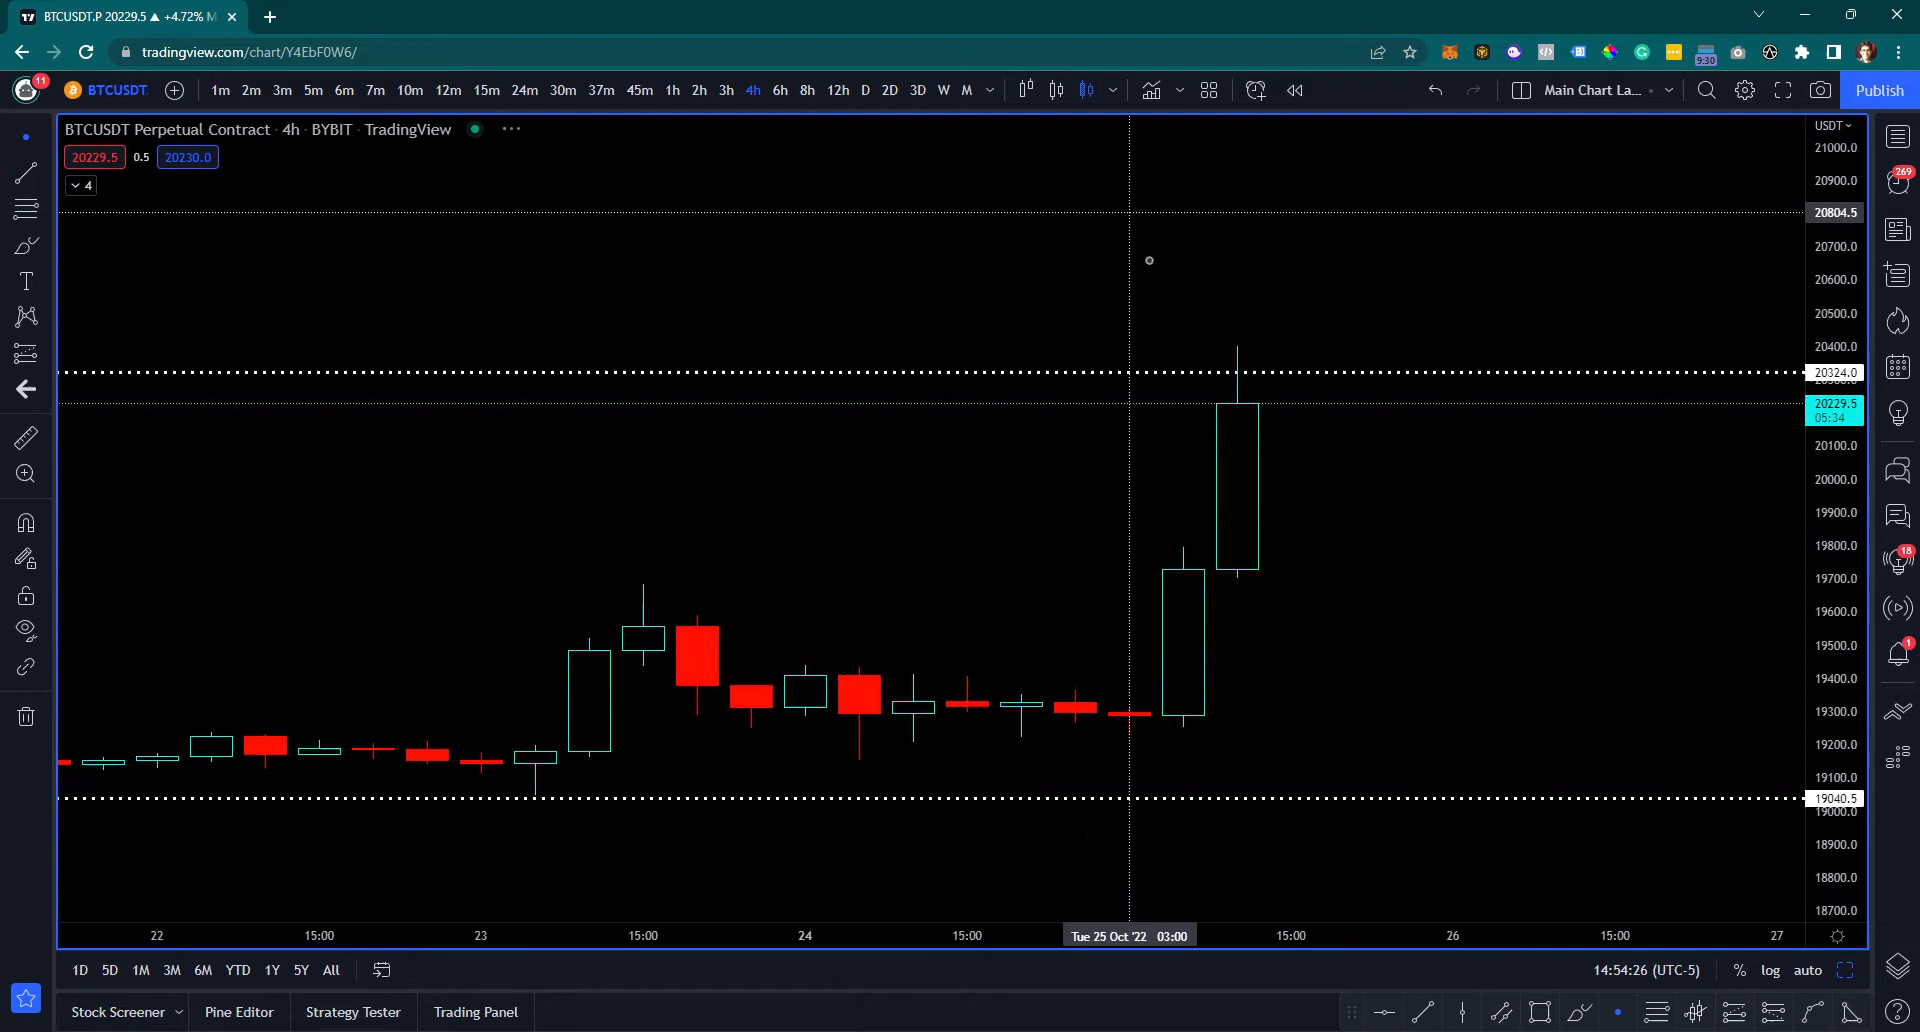 BTCUSDT.P 20229.5 ▲ +4.72% M
tradingview.com/chart/Y4EbF0W6/
9:30
11
BTCUSDT.
1m 2m 3m 5m 6m 7m 10m 12m 15m 24m 30m 37m 45m 1h 2h 3h 4h 6h 8h 12h D 2D 3D W M
Main Chart La...
Publish
BTCUSDT Perpetual Contract · 4h · BYBIT · TradingView
USDT
20229.5 0.5 20230.0
4
21000.0
20900.0
20804.5
20700.0
20600.0
20500.0
20400.0
20324.0
20229.5
05:34
20100.0
20000.0
19900.0
19800.0
19700.0
19600.0
19500.0
19400.0
19300.0
19200.0
19100.0
19040.5
19000.0
18900.0
18800.0
18700.0
269
18
1
22 15:00 23 15:00 24 15:00 Tue 25 Oct '22 03:00 15:00 26 15:00 27
1D 5D 1M 3M 6M YTD 1Y 5Y All
14:54:26 (UTC-5) % log auto
Stock Screener Pine Editor Strategy Tester Trading Panel